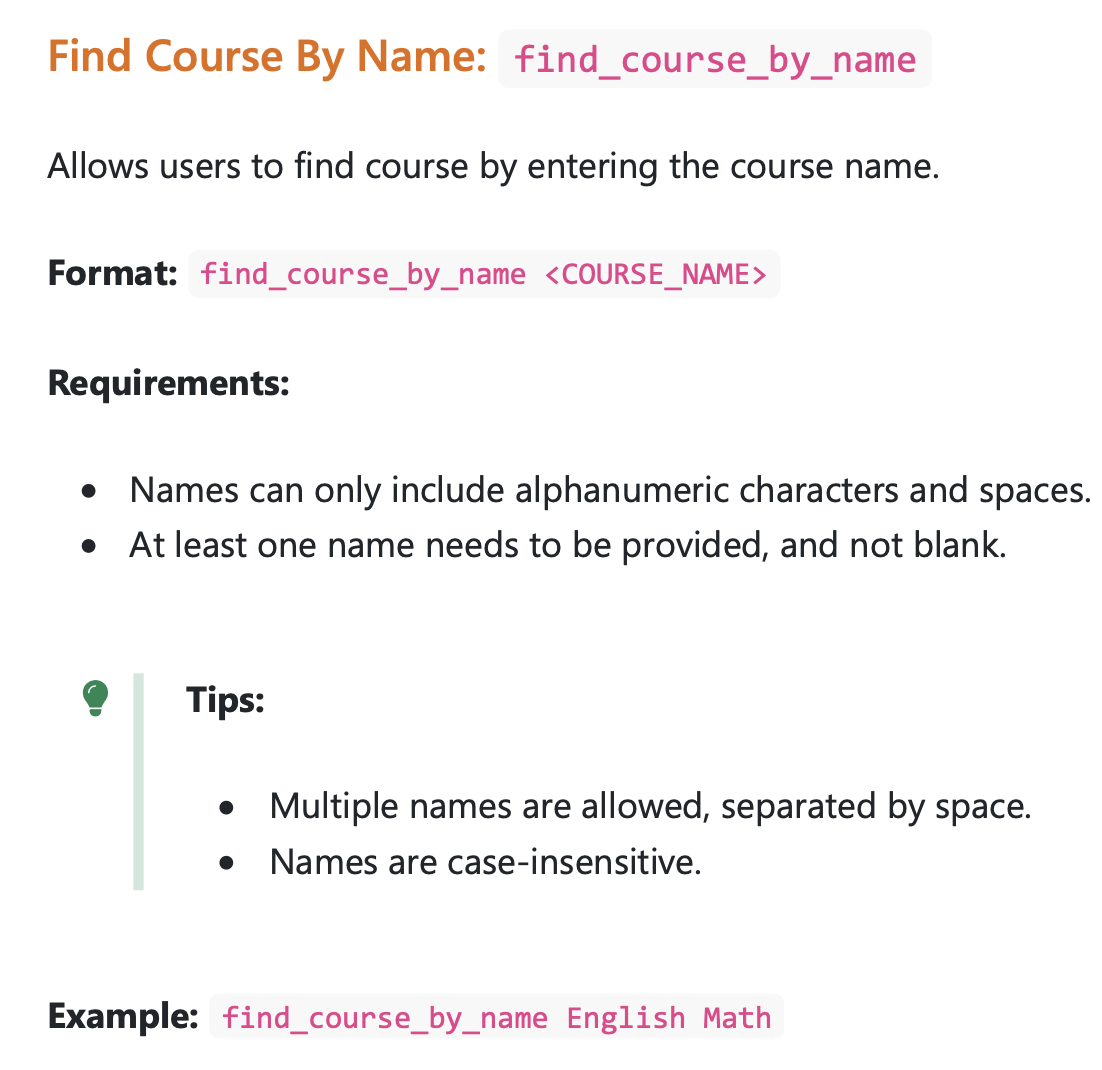 Find Course By Name: find_course_by_name
Allows users to find course by entering the course name.
Format: find_course_by_name <COURSE_NAME>
Requirements:
• Names can only include alphanumeric characters and spaces.
• At least one name needs to be provided, and not blank.
Tips:
• Multiple names are allowed, separated by space.
• Names are case-insensitive.
Example: find_course_by_name English Math